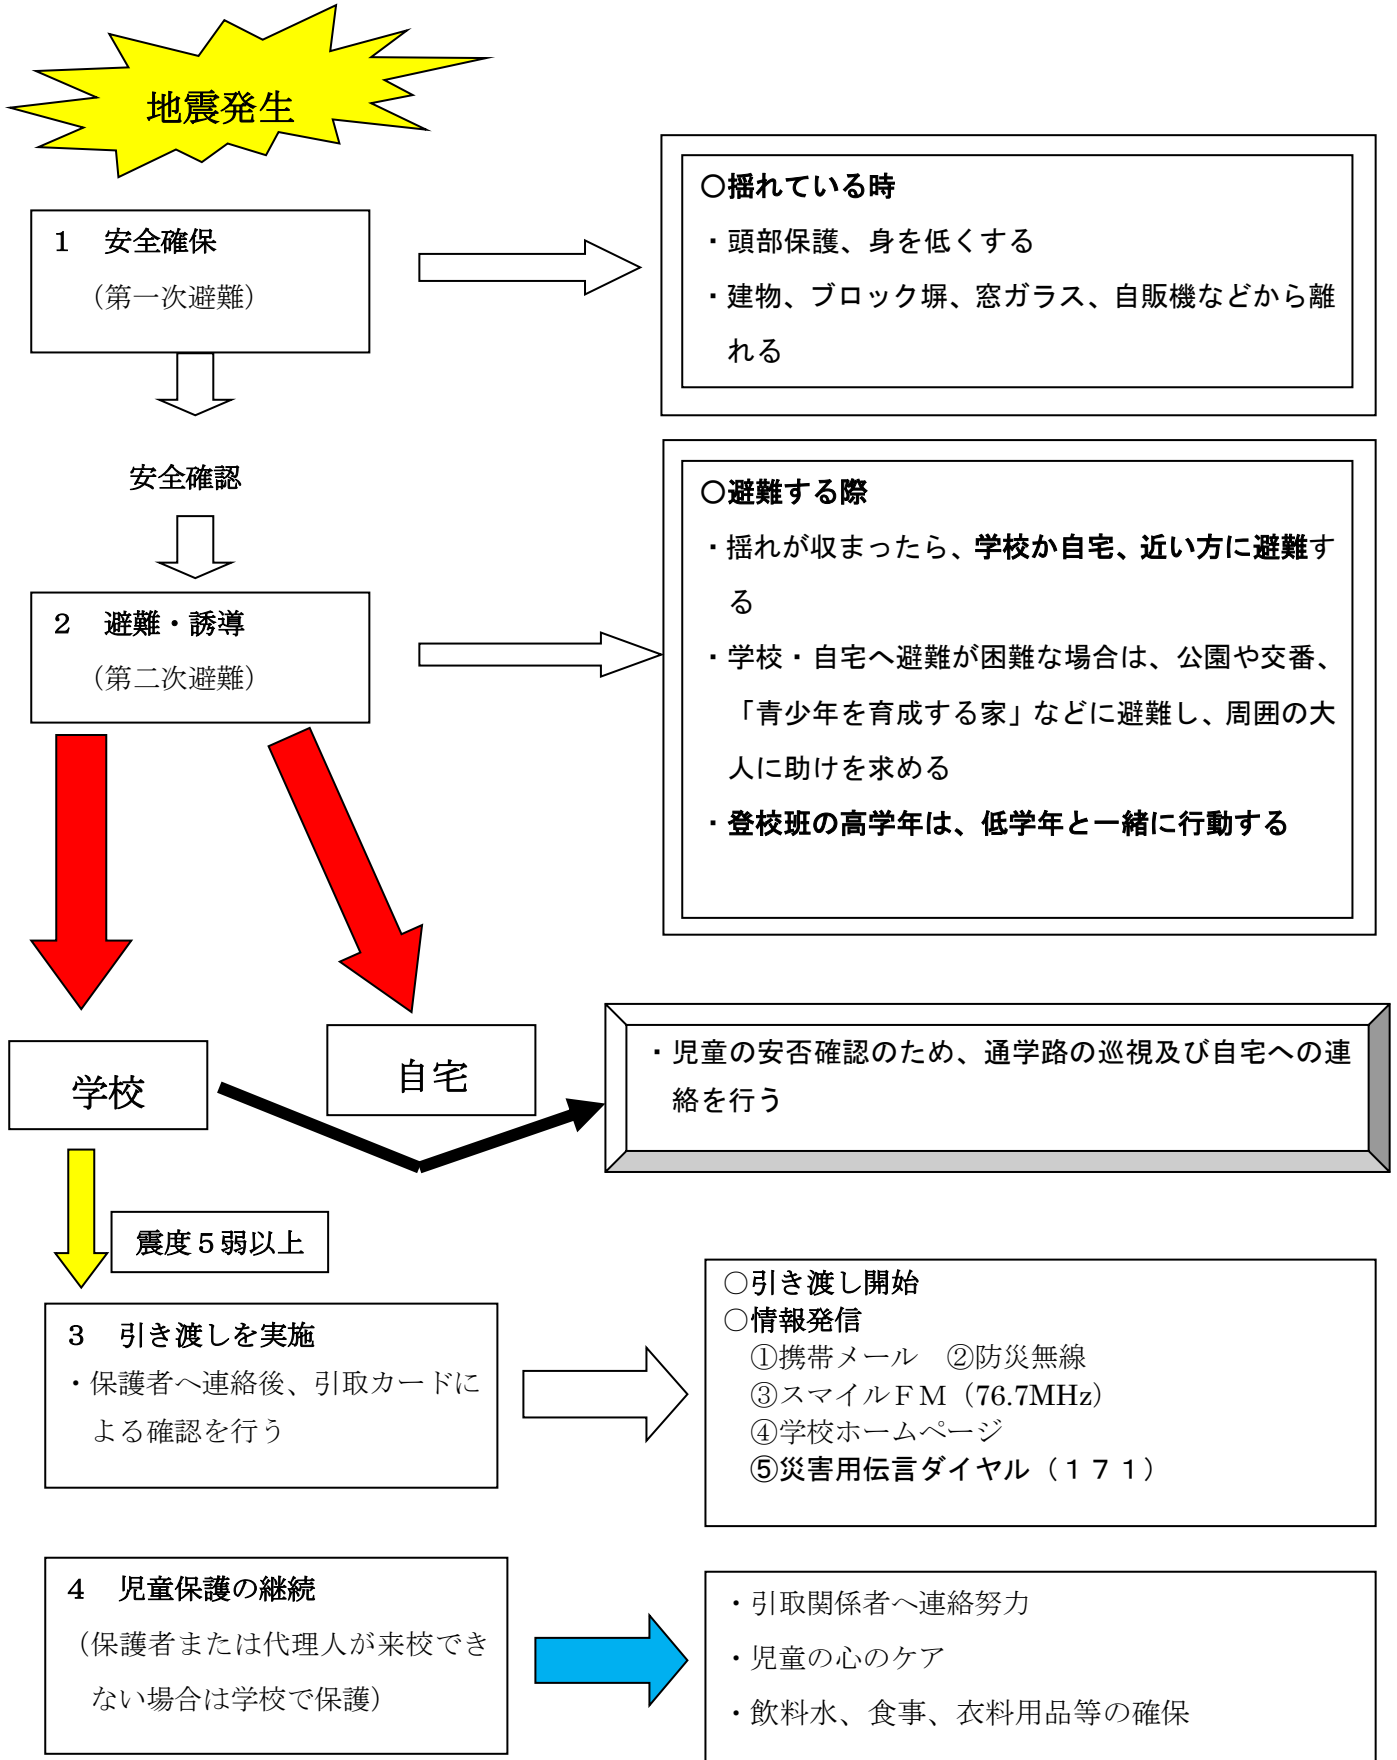 地震発生
１　安全確保
（第一次避難）
○揺れている時
・頭部保護、身を低くする
・建物、ブロック塀、窓ガラス、自販機などから離
れる
安全確認
２　避難・誘導
（第二次避難）
○避難する際
・揺れが収まったら、学校か自宅、近い方に避難す
る
・学校・自宅へ避難が困難な場合は、公園や交番、
「青少年を育成する家」などに避難し、周囲の大
人に助けを求める
・登校班の高学年は、低学年と一緒に行動する
学校
自宅
・児童の安否確認のため、通学路の巡視及び自宅への連
絡を行う
震度５弱以上
３　引き渡しを実施
・保護者へ連絡後、引取カードに
よる確認を行う
○引き渡し開始
○情報発信
①携帯メール　②防災無線
③スマイルＦＭ（76.7MHz）
④学校ホームページ
⑤災害用伝言ダイヤル（１７１）
４　児童保護の継続
（保護者または代理人が来校でき
ない場合は学校で保護）
・引取関係者へ連絡努力
・児童の心のケア
・飲料水、食事、衣料用品等の確保